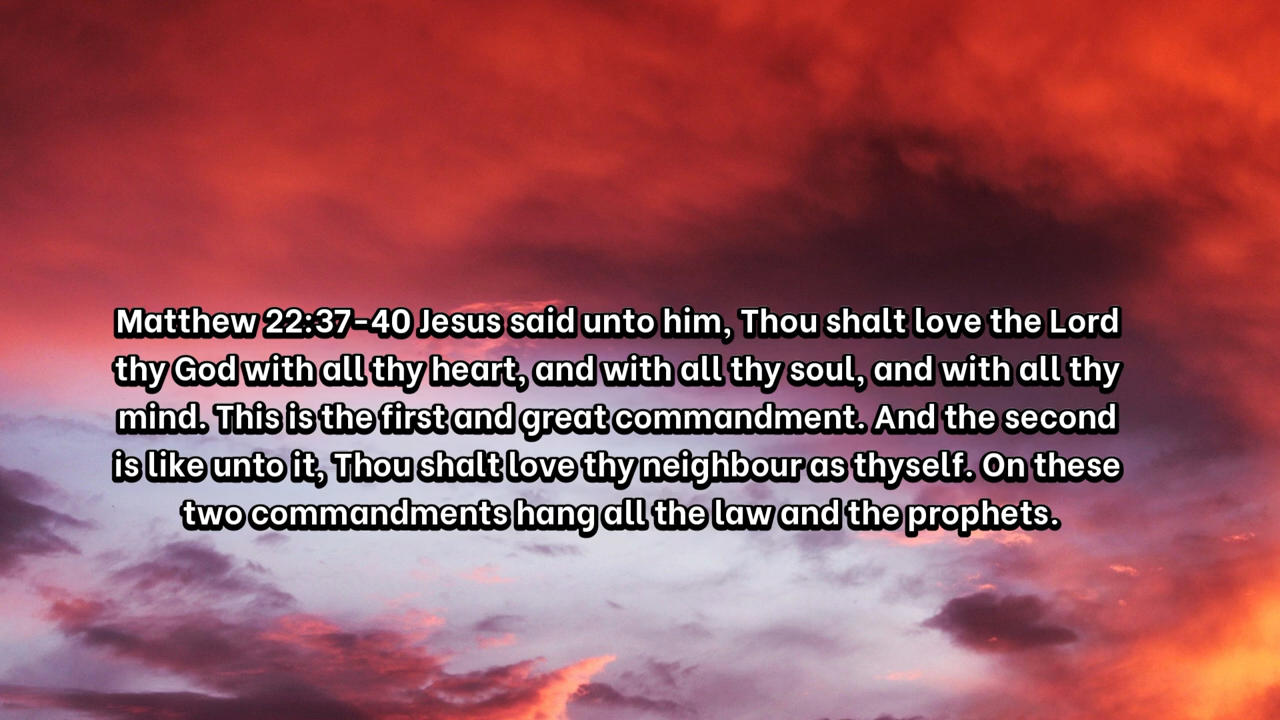 Matthew 22:37-40 Jesus said unto him, Thou shalt love the Lord
thy God with all thy heart, and with all thy soul, and with all thy
mind. This is the first and great commandment. And the second
is like unto it, Thou shalt love thy neighbour as thyself. On these
two commandments hang all the law and the prophets.